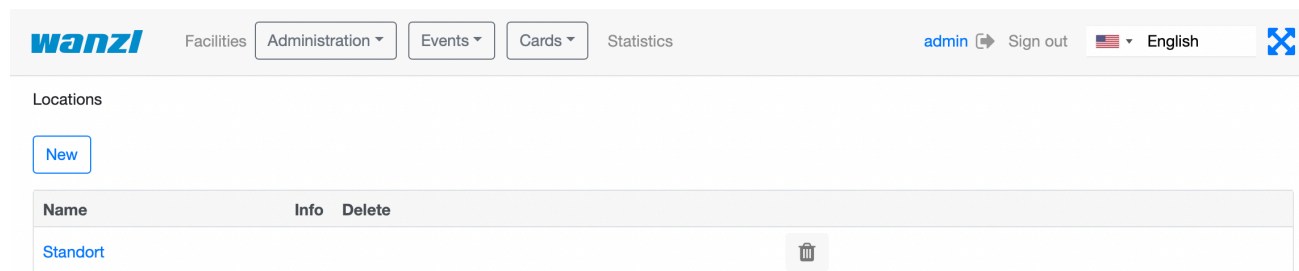 wanzl Facilities Administration Events Cards Statistics admin Sign out English
Locations
New
Name Info Delete
Standort